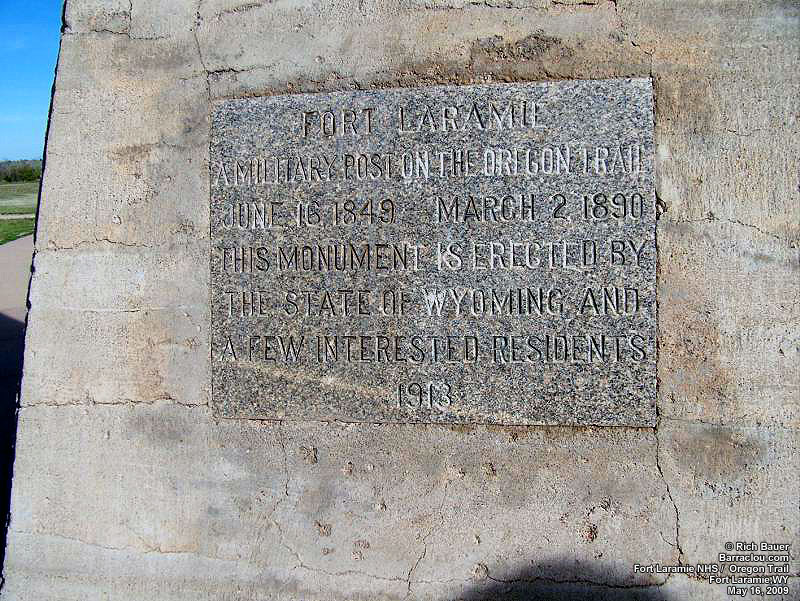 FORT LARAMIE
A MILITARY POST ON THE OREGON TRAIL
JUNE 16 1849 MARCH 2 1890
THIS MONUMENT IS ERECTED BY
THE STATE OF WYOMING AND
A FEW INTERESTED RESIDENTS
1913
© Rich Bauer
Barraclou.com
Fort Laramie NHS / Oregon Trail
Fort Laramie,WY
May 16, 2009